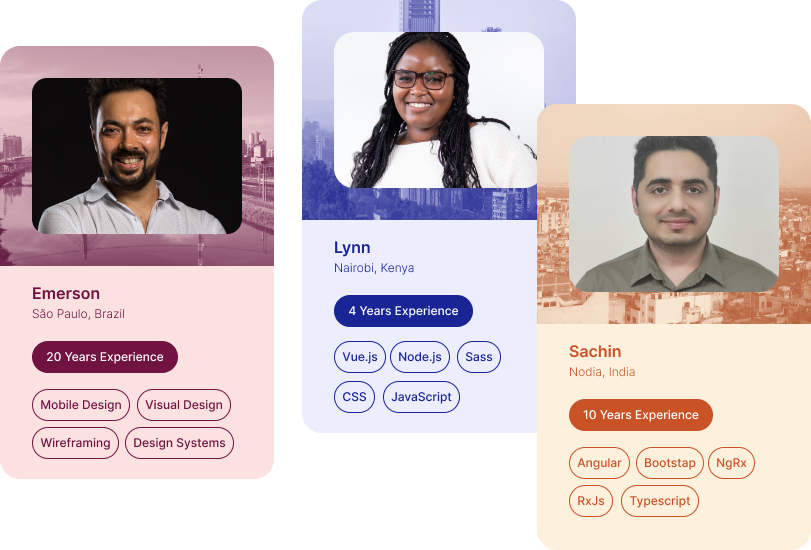 Emerson
São Paulo, Brazil
20 Years Experience
Mobile Design
Visual Design
Wireframing
Design Systems
Lynn
Nairobi, Kenya
4 Years Experience
Vue.js
Node.js
Sass
CSS
JavaScript
Sachin
Nodia, India
10 Years Experience
Angular
Bootstap
NgRx
RxJs
Typescript